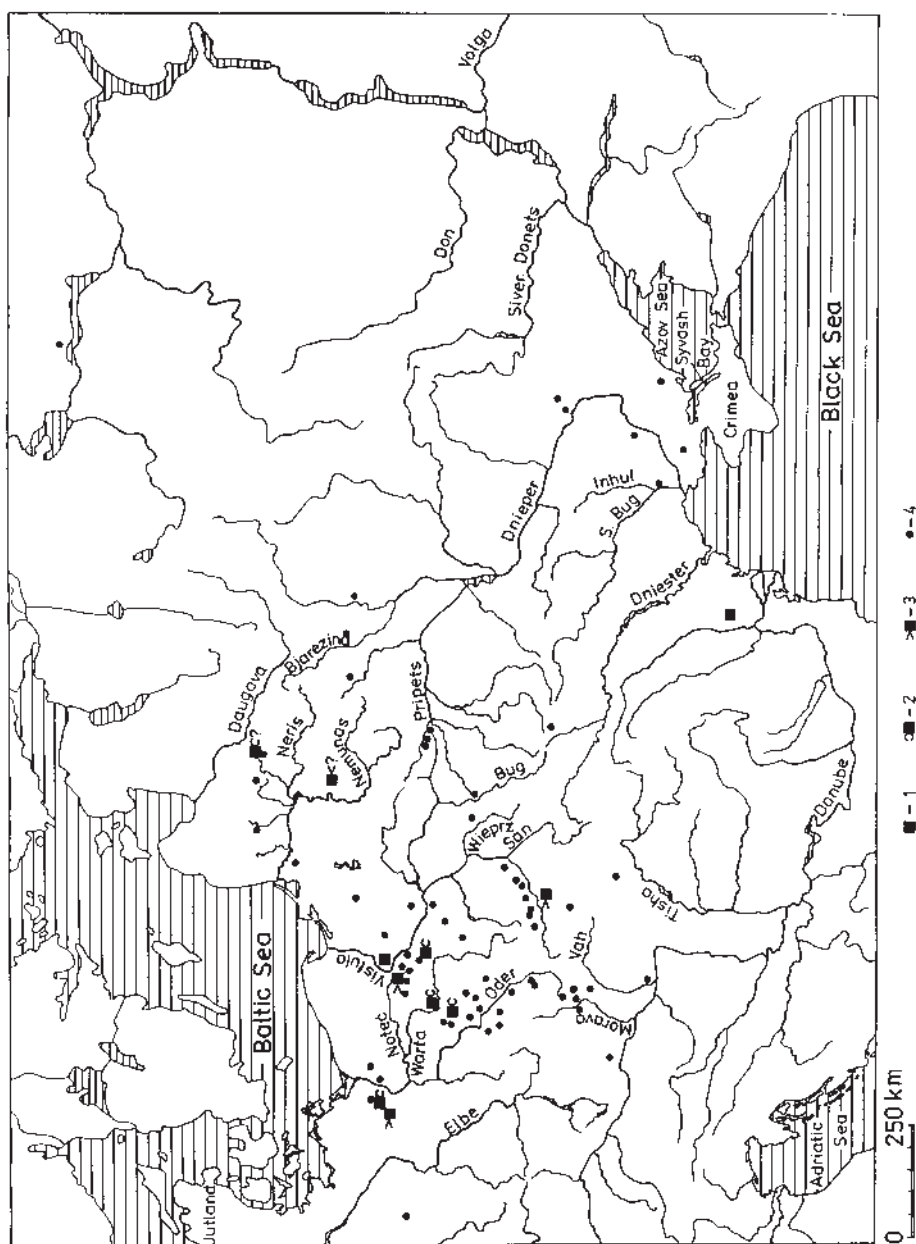 Volga
Don
Siver. Donets
Azov Sea
Syvash
Bay
Crimea
Black Sea
Dnieper
Inhul
S. Bug
Dniester
Daugava
Bjarezina
Neris
Nemunas
Pripets
Bug
Wieprz
San
Danube
Tisha
Baltic Sea
Vistula
Notec
Warta
Oder
Vah
Morava
Elbe
Jutland
Adriatic
Sea
C?
<?
C
C
C
C
A
A
0
250 km
1
2
3
4